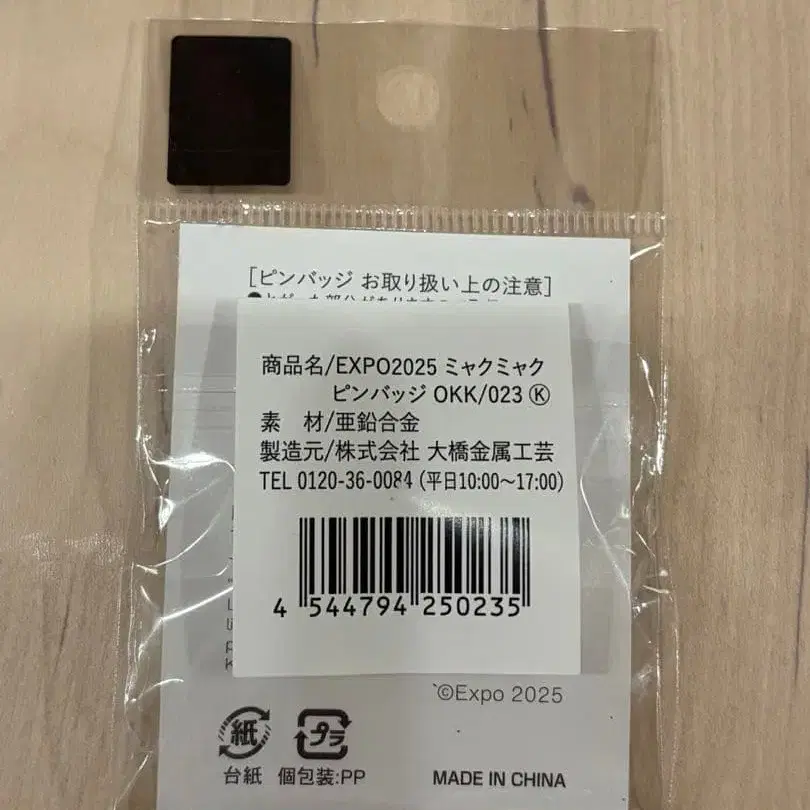 [ピンバッジ お取り扱い上の注意]
商品名/EXPO2025 ミャクミャク
ピンバッジ OKK/023 Ⓚ
素 材/亜鉛合金
製造元/株式会社 大橋金属工芸
TEL 0120-36-0084 (平日10:00〜17:00)
4 544794 250235
©Expo 2025
紙 プラ
台紙 個包装:PP MADE IN CHINA